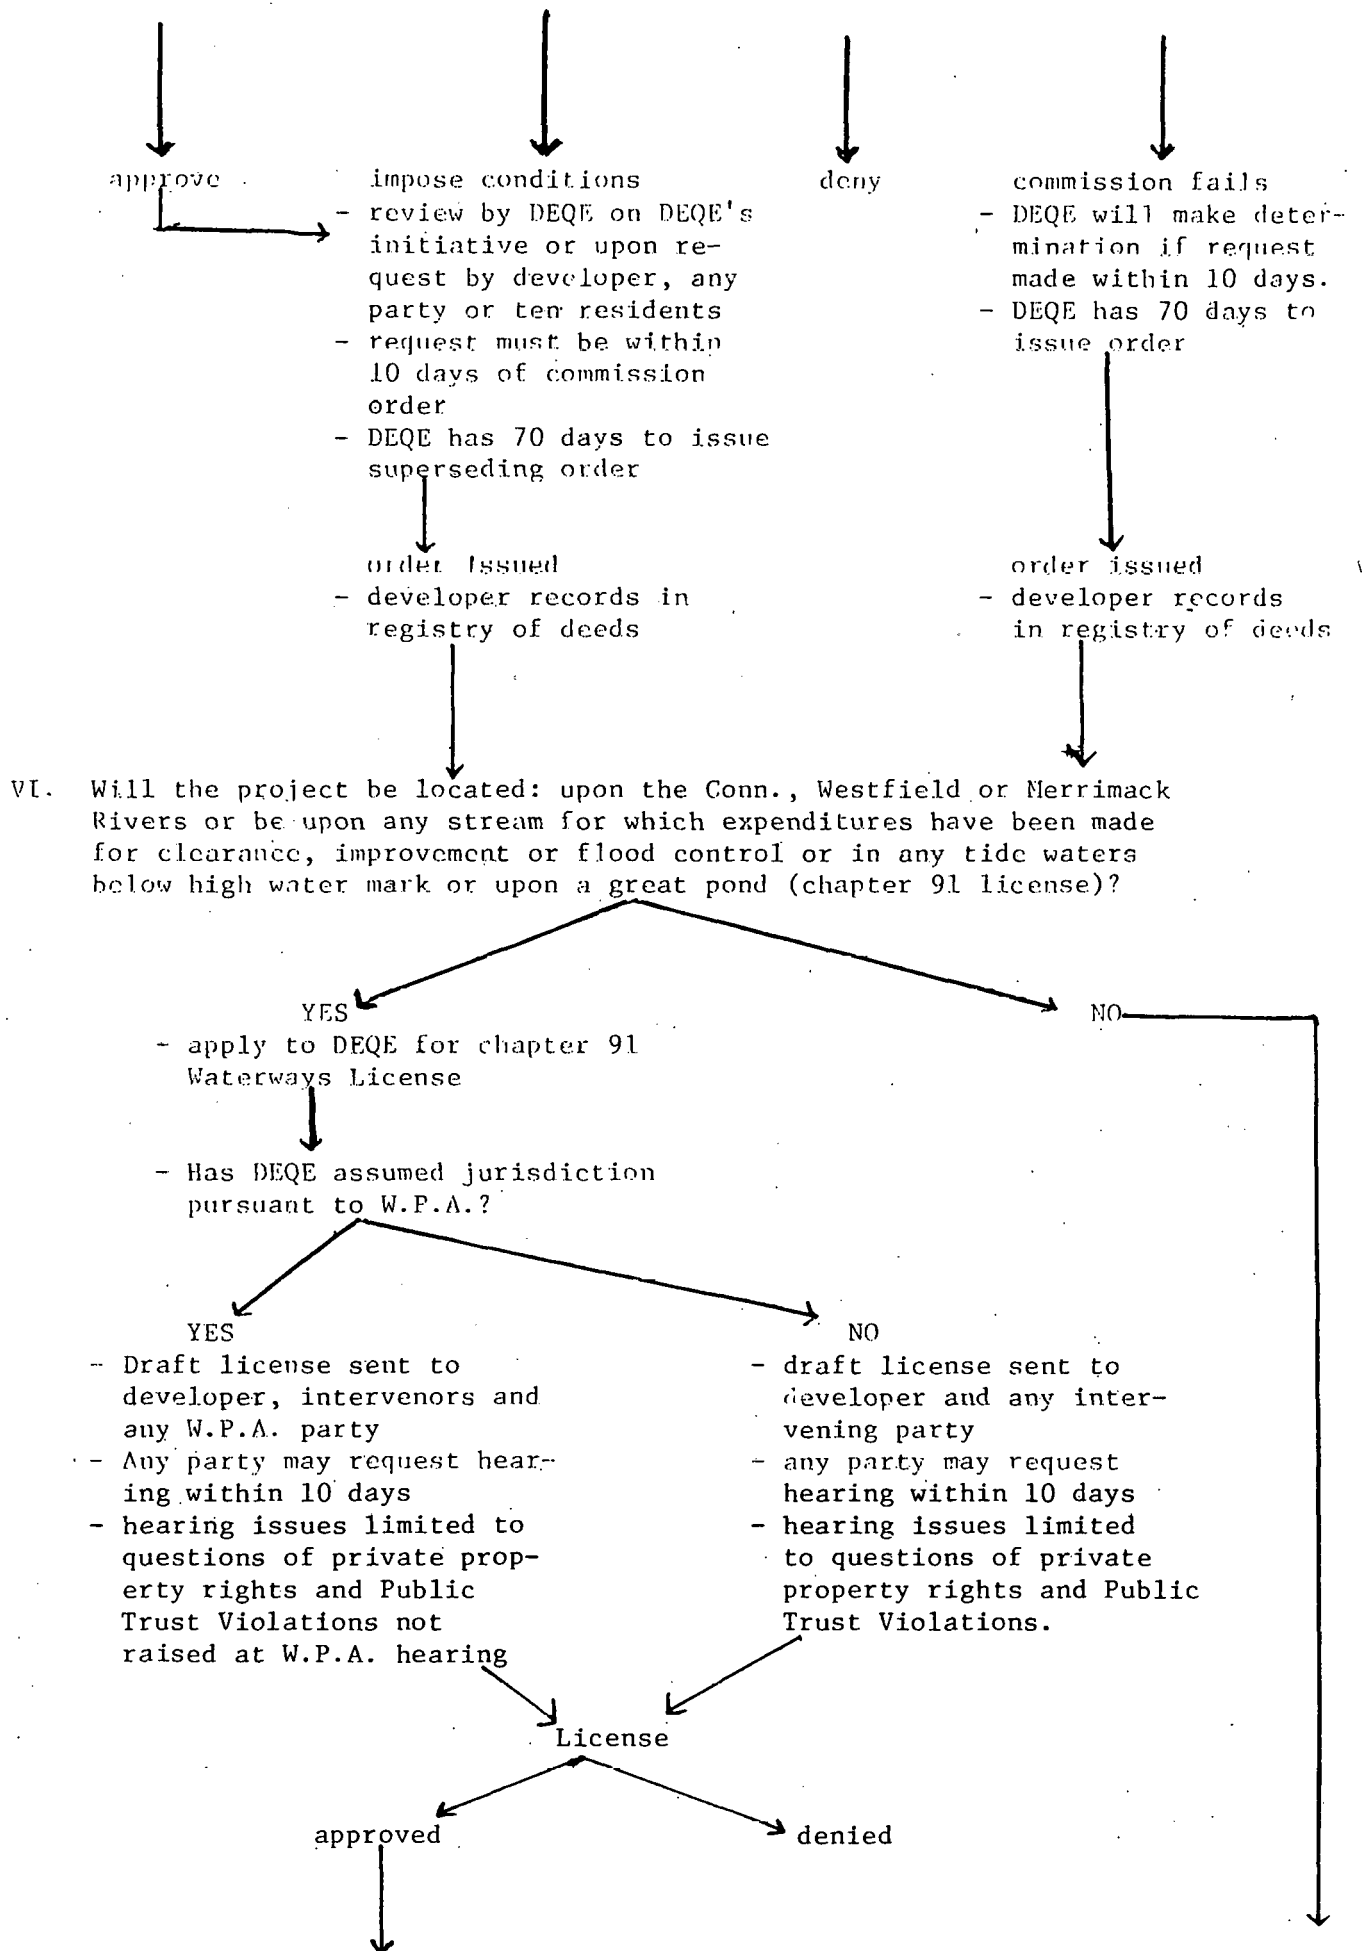 approve
impose conditions
- review by DEQE on DEQE's
initiative or upon re-
quest by developer, any
party or ten residents
- request must be within
10 days of commission
order
- DEQE has 70 days to issue
superseding order
deny
commission fails
- DEQE will make deter-
mination if request
made within 10 days.
- DEQE has 70 days to
issue order
order issued
- developer records in
registry of deeds
order issued
- developer records
in registry of deeds
VI. Will the project be located: upon the Conn., Westfield or Merrimack
Rivers or be upon any stream for which expenditures have been made
for clearance, improvement or flood control or in any tide waters
below high water mark or upon a great pond (chapter 91 license)?
YES
- apply to DEQE for chapter 91
Waterways License
NO
- Has DEQE assumed jurisdiction
pursuant to W.P.A.?
YES
- Draft license sent to
developer, intervenors and
any W.P.A. party
- Any party may request hear-
ing within 10 days
- hearing issues limited to
questions of private prop-
erty rights and Public
Trust Violations not
raised at W.P.A. hearing
NO
- draft license sent to
developer and any inter-
vening party
- any party may request
hearing within 10 days
- hearing issues limited
to questions of private
property rights and Public
Trust Violations.
License
approved
denied